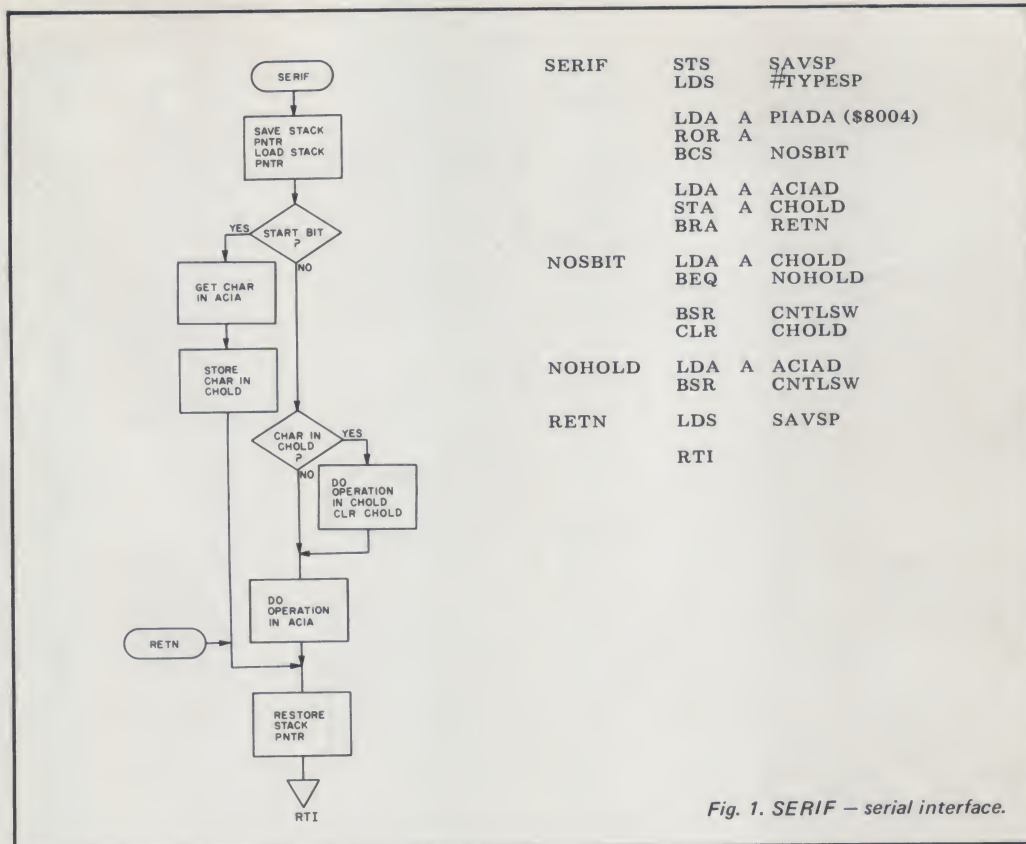 SERIF
SAVE STACK
PNTR
LOAD STACK
PNTR
YES
START BIT
?
NO
GET CHAR
IN ACIA
STORE
CHAR IN
CHOLD
CHAR IN
CHOLD
?
YES
NO
DO
OPERATION
IN CHOLD
CLR CHOLD
DO
OPERATION
IN ACIA
RETN
RESTORE
STACK
PNTR
RTI
SERIF STS SAVSP
LDS #TYPESP
LDA A PIADA ($8004)
ROR A
BCS NOSBIT
LDA A ACIAD
STA A CHOLD
BRA RETN
NOSBIT LDA A CHOLD
BEQ NOHOLD
BSR CNTLSW
CLR CHOLD
NOHOLD LDA A ACIAD
BSR CNTLSW
RETN LDS SAVSP
RTI
Fig. 1. SERIF — serial interface.